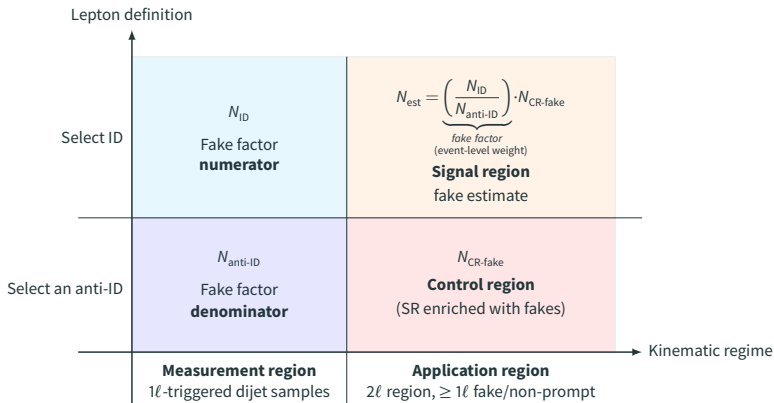 Lepton definition
Select ID
N_ID
Fake factor
numerator
N_est = (N_ID / N_anti-ID) · N_CR-fake
fake factor
(event-level weight)
Signal region
fake estimate
Select an anti-ID
N_anti-ID
Fake factor
denominator
N_CR-fake
Control region
(SR enriched with fakes)
Kinematic regime
Measurement region
1ℓ-triggered dijet samples
Application region
2ℓ region, ≥ 1ℓ fake/non-prompt